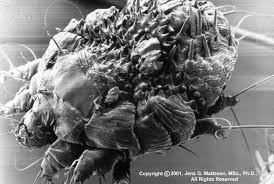 Copyright ©2001, Jens G. Mattsson, MSc., Ph.D.
All Rights Reserved